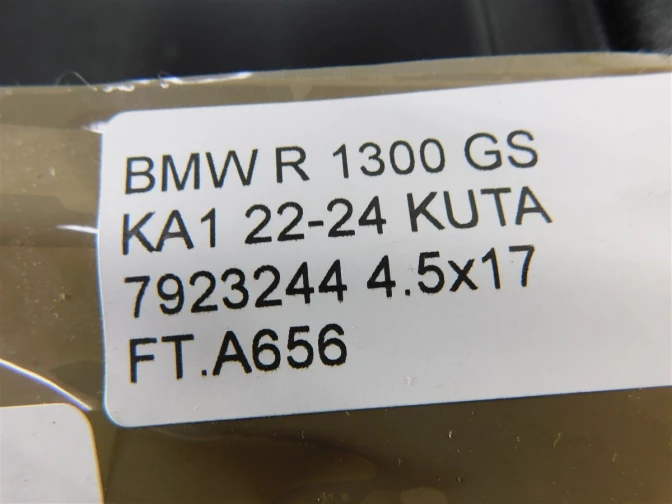 BMW R 1300 GS
KA1 22-24 KUTA
7923244 4.5x17
FT.A656